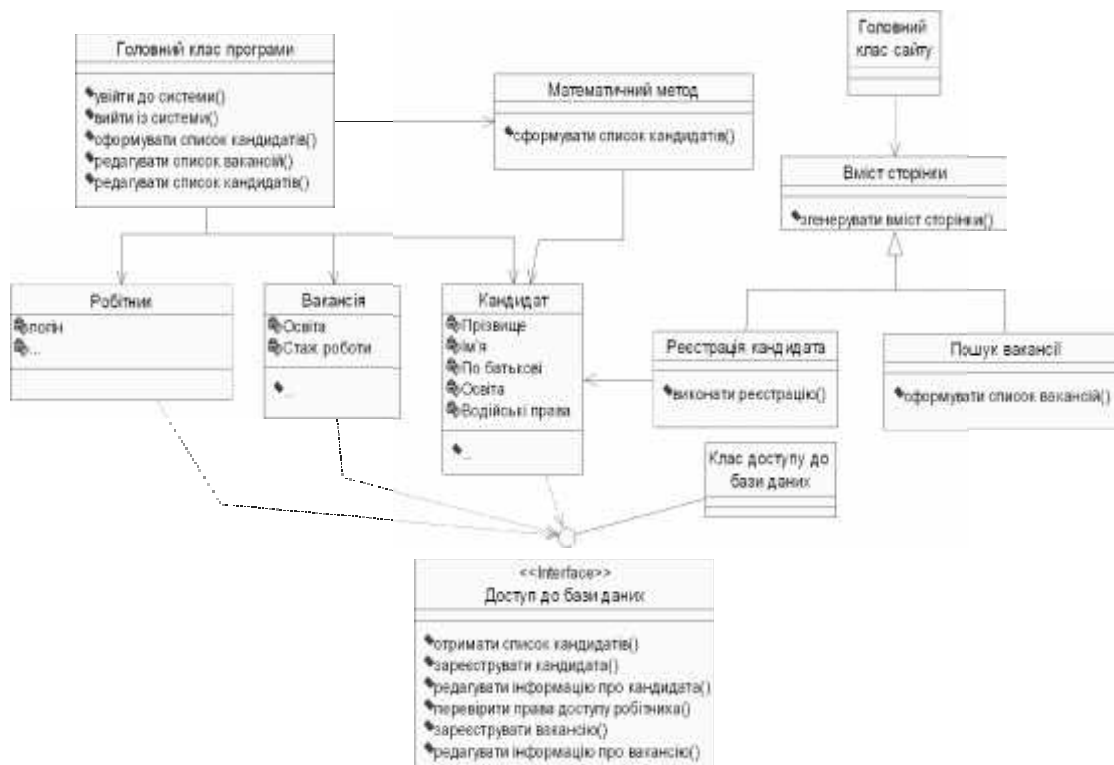 Головний клас програми
увійти до системи()
вийти із системи()
сформувати список кандидатів()
редагувати список вакансій()
редагувати список кандидатів()
Математичний метод
сформувати список кандидатів()
Головний
клас сайту
Вміст сторінки
згенерувати вміст сторінки()
Робітник
логін
...
Вакансія
Освіта
Стаж роботи
...
Кандидат
Прізвище
Ім'я
По батькові
Освіта
Водійські права
...
Реєстрація кандидата
виконати реєстрацію()
Пошук вакансії
сформувати список вакансій()
Клас доступу до
бази даних
<<Interface>>
Доступ до бази даних
отримати список кандидатів()
зареєструвати кандидата()
редагувати інформацію про кандидата()
перевірити права доступу робітника()
зареєструвати вакансію()
редагувати інформацію про вакансію()